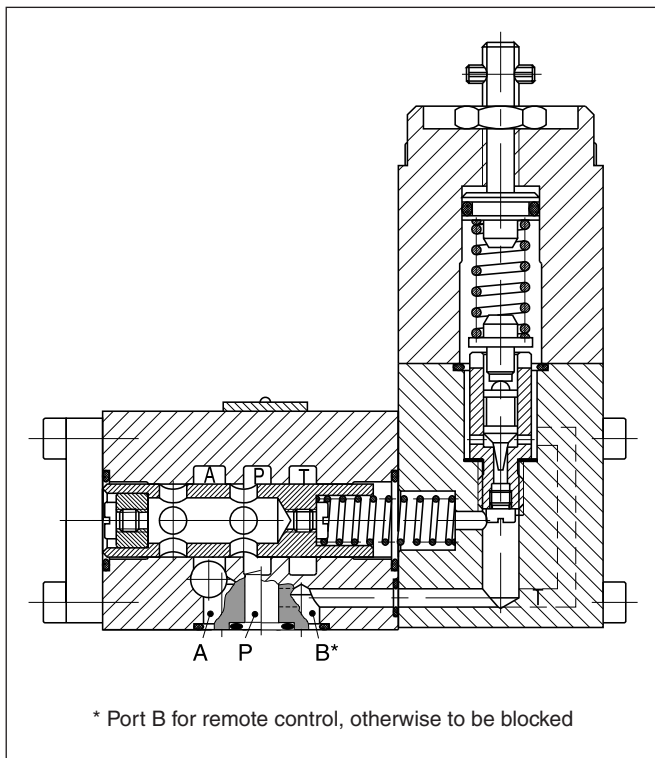 A P T
T
A P B*
* Port B for remote control, otherwise to be blocked